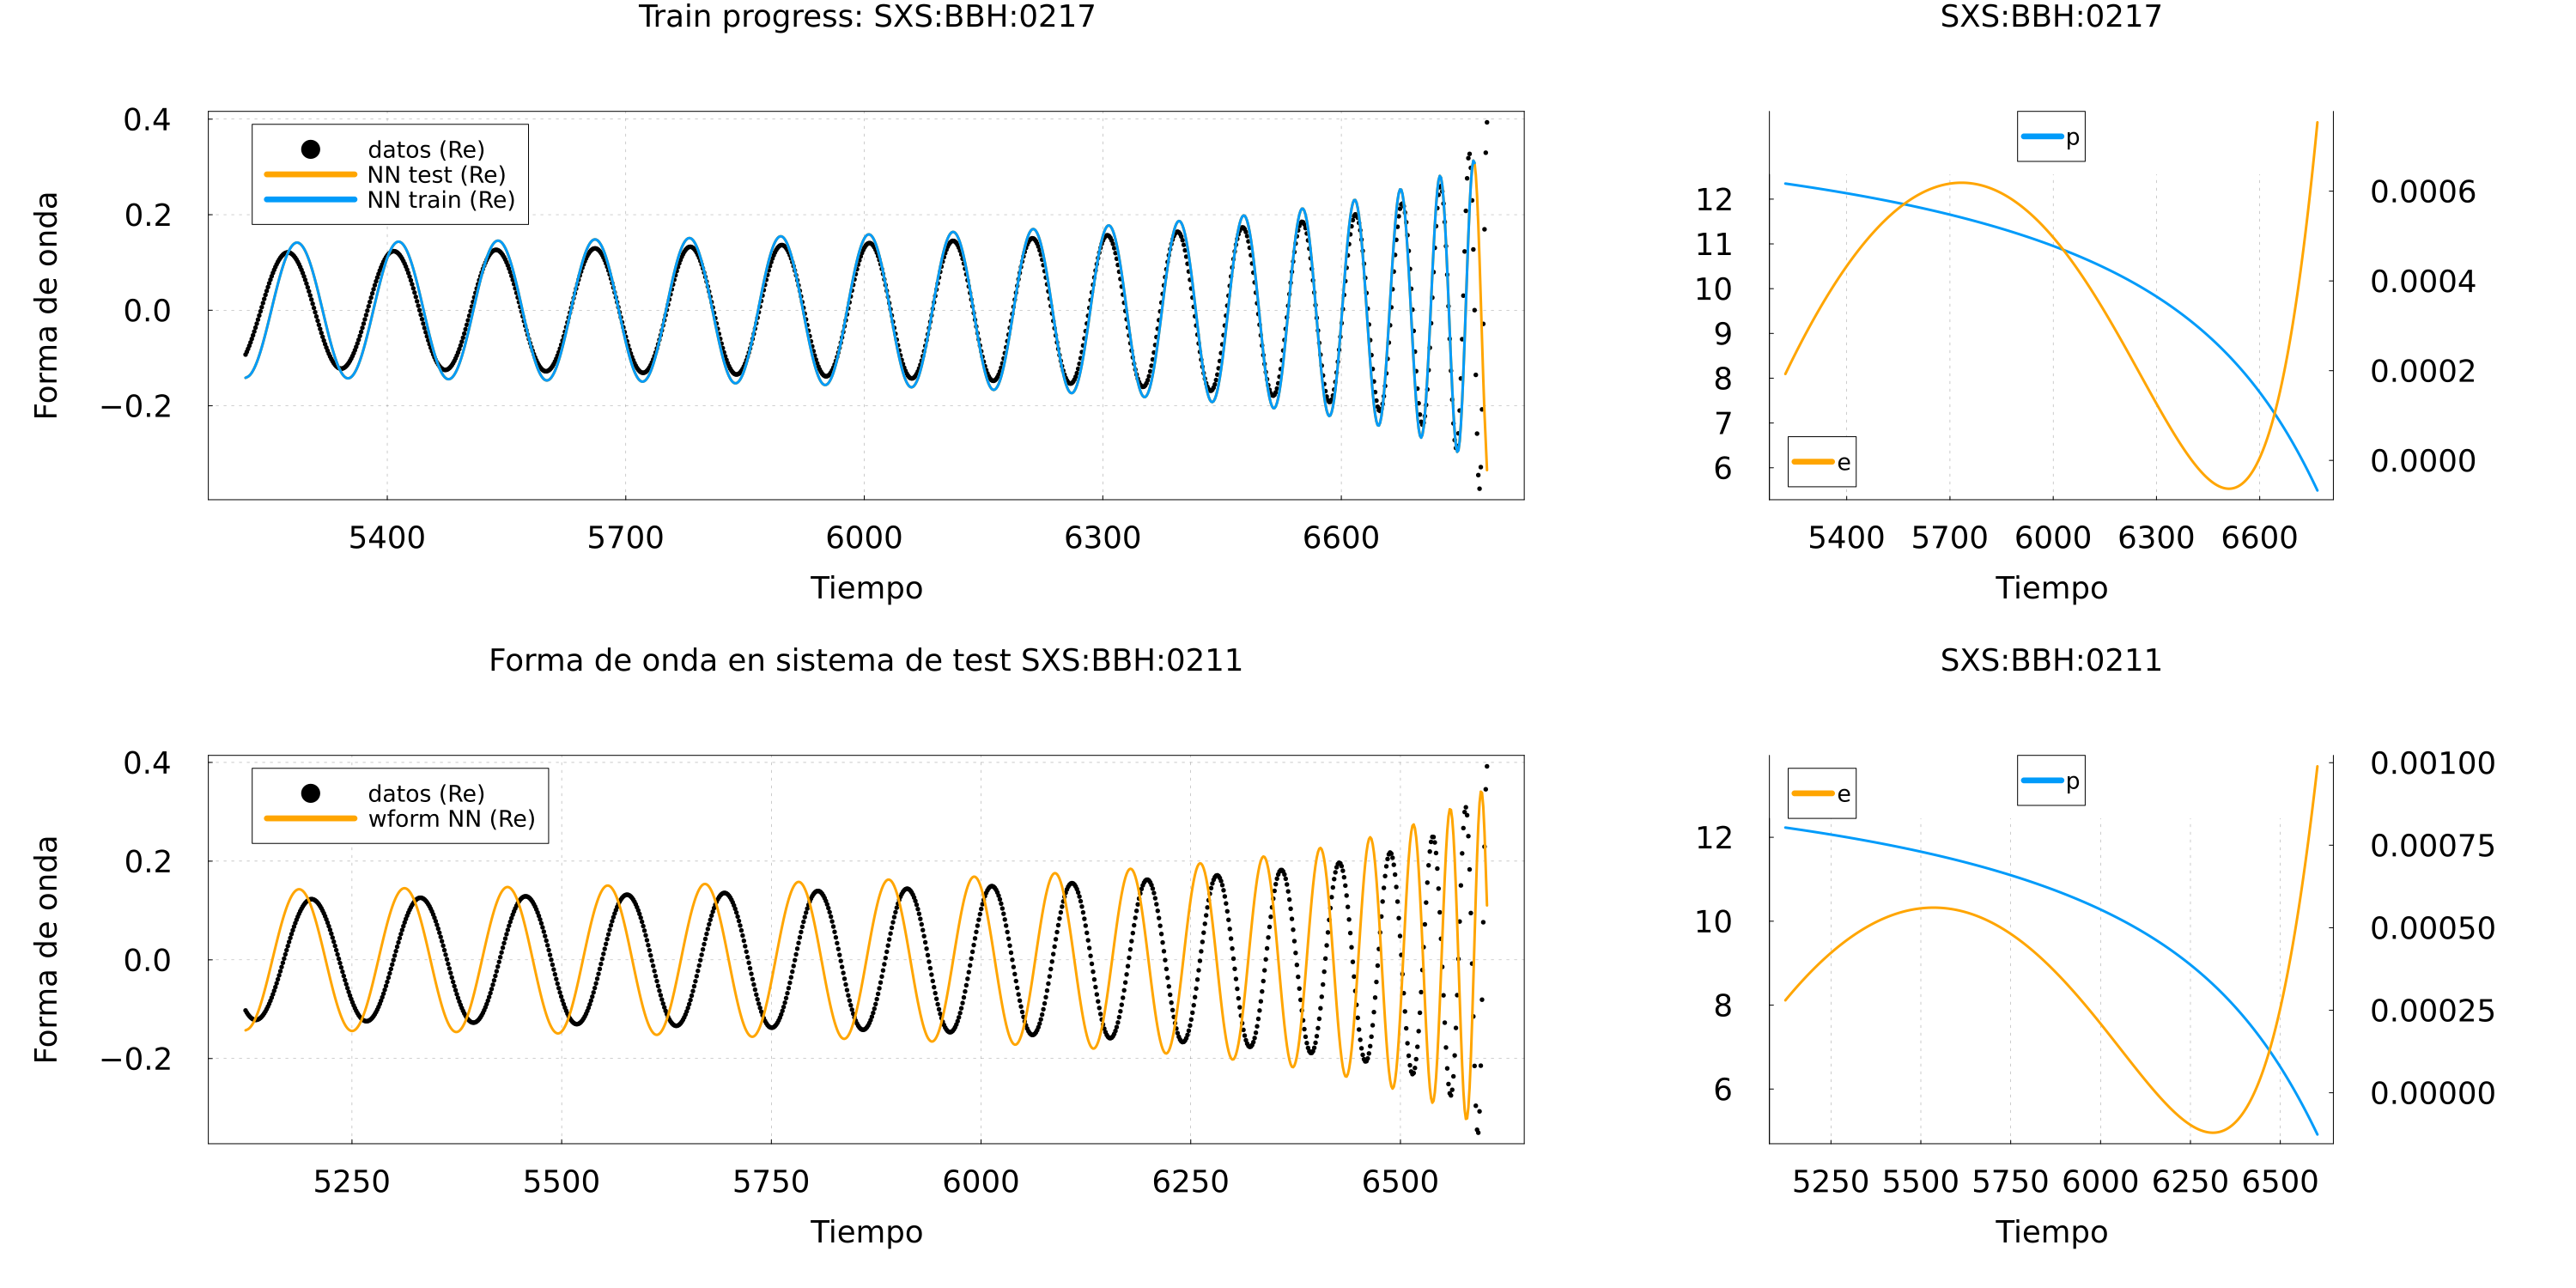 Train progress: SXS:BBH:0217
0.4
0.2
0.0
−0.2
Forma de onda
datos (Re)
NN test (Re)
NN train (Re)
5400 5700 6000 6300 6600
Tiempo
SXS:BBH:0217
p
e
12
11
10
9
8
7
6
0.0006
0.0004
0.0002
0.0000
5400 5700 6000 6300 6600
Tiempo
Forma de onda en sistema de test SXS:BBH:0211
0.4
0.2
0.0
−0.2
Forma de onda
datos (Re)
wform NN (Re)
5250 5500 5750 6000 6250 6500
Tiempo
SXS:BBH:0211
e
p
12
10
8
6
0.00100
0.00075
0.00050
0.00025
0.00000
5250 5500 5750 6000 6250 6500
Tiempo